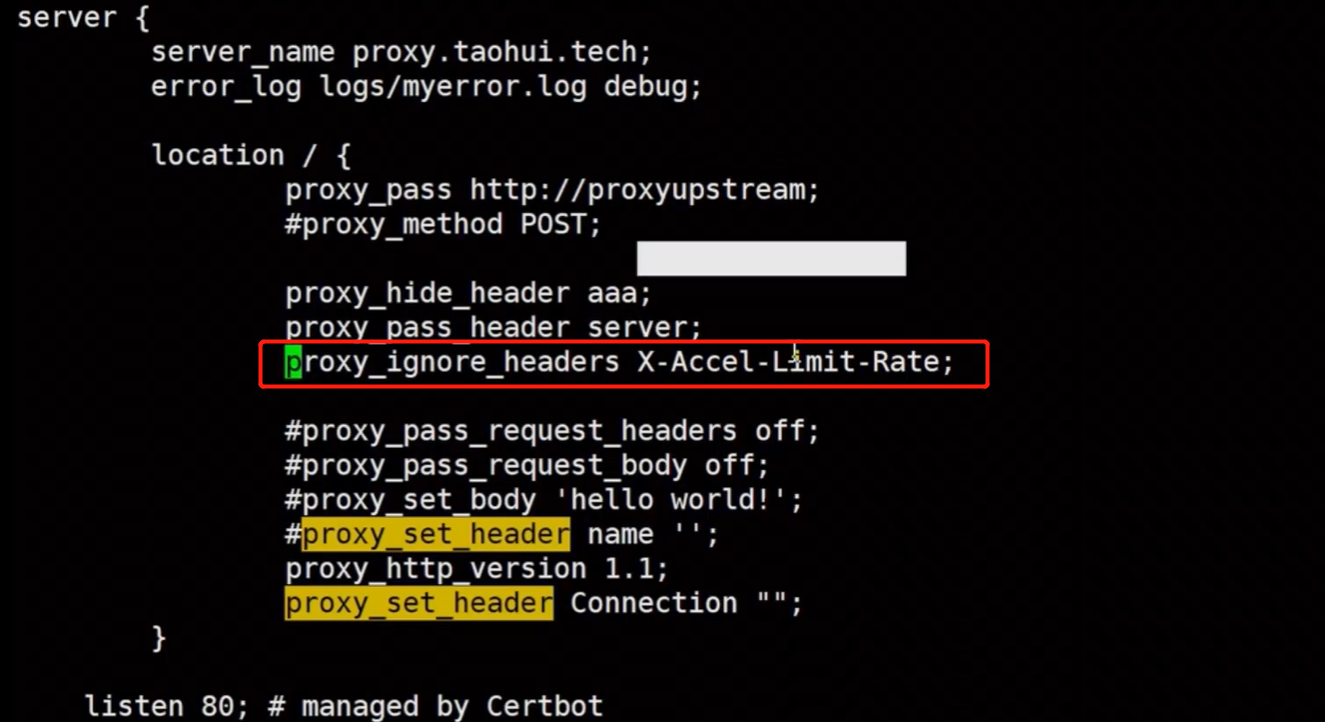 server {
server_name proxy.taohui.tech;
error_log logs/myerror.log debug;
location / {
proxy_pass http://proxyupstream;
#proxy_method POST;
proxy_hide_header aaa;
proxy_pass_header server;
proxy_ignore_headers X-Accel-Limit-Rate;
#proxy_pass_request_headers off;
#proxy_pass_request_body off;
#proxy_set_body 'hello world!';
#proxy_set_header name '';
proxy_http_version 1.1;
proxy_set_header Connection "";
}
listen 80; # managed by Certbot